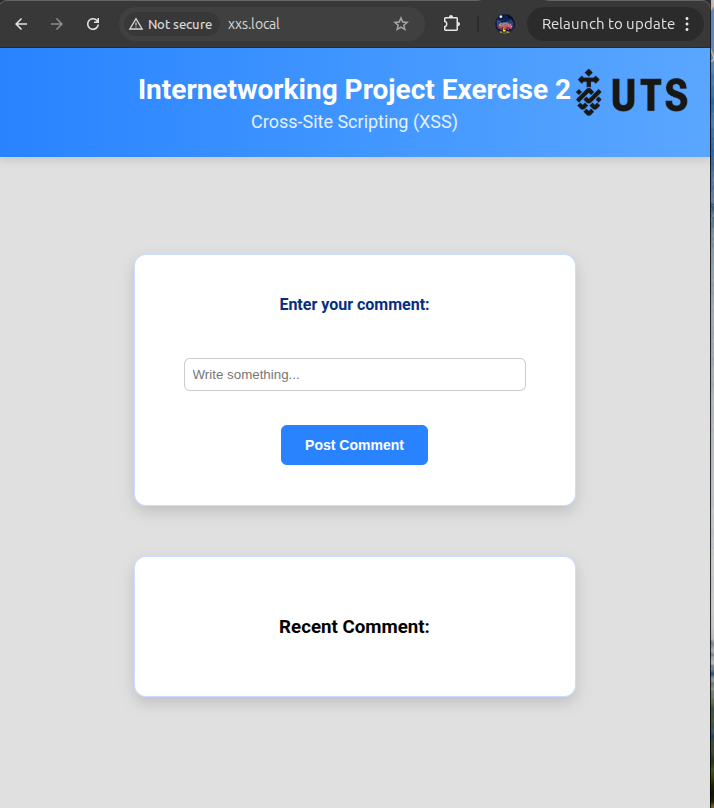 Not secure xxs.local Relaunch to update
Internetworking Project Exercise 2 UTS
Cross-Site Scripting (XSS)
Enter your comment:
Write something...
Post Comment
Recent Comment: